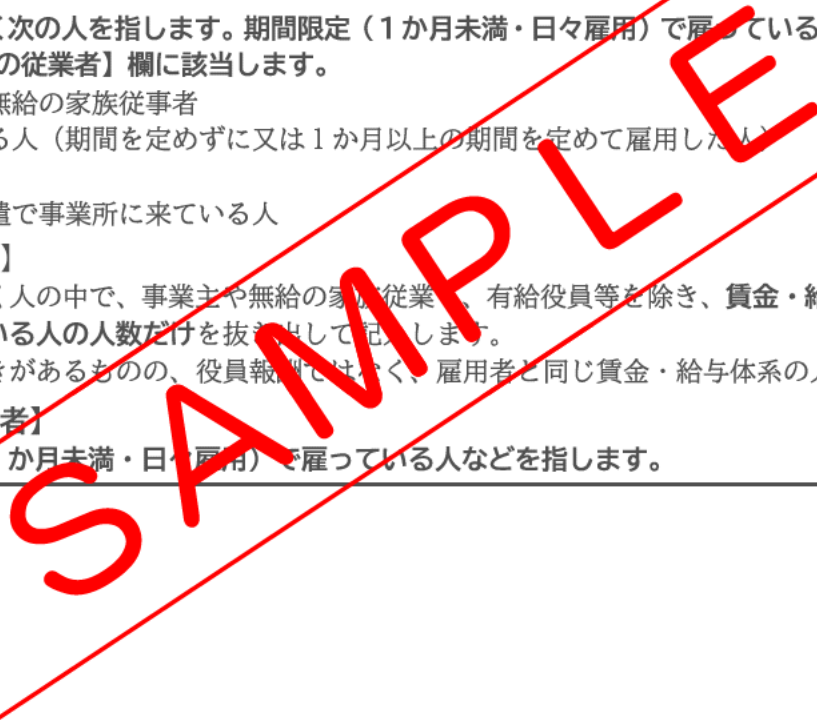 次の人を指します。期間限定（１か月未満・日々雇用）で雇っている
の従業者】欄に該当します。
無給の家族従事者
る人（期間を定めずに又は１か月以上の期間を定めて雇用した人）
遣で事業所に来ている人
】
人の中で、事業主や無給の家族従業、有給役員等を除き、賃金・
いる人の人数だけを抜き出して記入します。
きがあるものの、役員報酬ではなく、雇用者と同じ賃金・給与体系の
者】
か月未満・日々雇用）で雇っている人などを指します。
SAMPLE